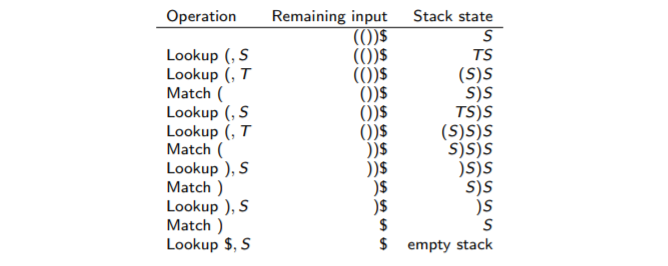 Operation Remaining input Stack state
(())$ S
Lookup (, S (())$ TS
Lookup (, T (())$ (S)S
Match ( ())$ S)S
Lookup (, S ())$ TS)S
Lookup (, T ())$ (S)S)S
Match ( ))$ S)S)S
Lookup ), S ))$ )S)S
Match ) )$ S)S
Lookup ), S )$ )S
Match ) $ S
Lookup $, S $ empty stack